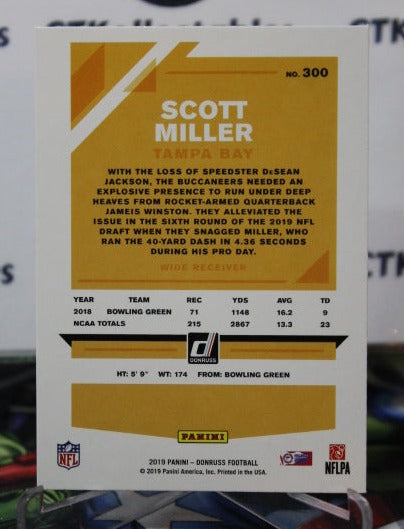 NO. 300
SCOTT
MILLER
TAMPA BAY
WITH THE LOSS OF SPEEDSTER DeSEAN
JACKSON, THE BUCCANEERS NEEDED AN
EXPLOSIVE PRESENCE TO RUN UNDER DEEP
HEAVES FROM ROCKET-ARMED QUARTERBACK
JAMEIS WINSTON. THEY ALLEVIATED THE
ISSUE IN THE SIXTH ROUND OF THE 2019 NFL
DRAFT WHEN THEY SNAGGED MILLER, WHO
RAN THE 40-YARD DASH IN 4.36 SECONDS
DURING HIS PRO DAY.
WIDE RECEIVER
YEAR TEAM REC YDS AVG TD
2018 BOWLING GREEN 71 1148 16.2 9
NCAA TOTALS 215 2867 13.3 23
DONRUSS
HT: 5' 9" WT: 174 FROM: BOWLING GREEN
PANINI
NFL
NFLPA
2019 PANINI – DONRUSS FOOTBALL
© 2019 Panini America, Inc. Printed in the USA.